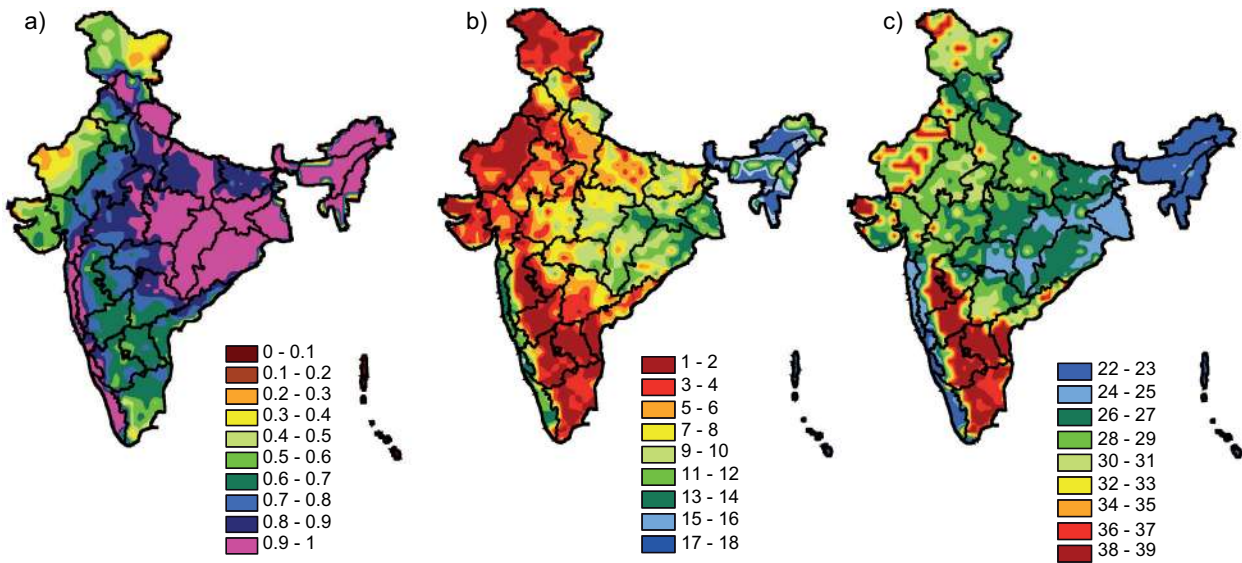 a)
0 - 0.1
0.1 - 0.2
0.2 - 0.3
0.3 - 0.4
0.4 - 0.5
0.5 - 0.6
0.6 - 0.7
0.7 - 0.8
0.8 - 0.9
0.9 - 1
b)
1 - 2
3 - 4
5 - 6
7 - 8
9 - 10
11 - 12
13 - 14
15 - 16
17 - 18
c)
22 - 23
24 - 25
26 - 27
28 - 29
30 - 31
32 - 33
34 - 35
36 - 37
38 - 39